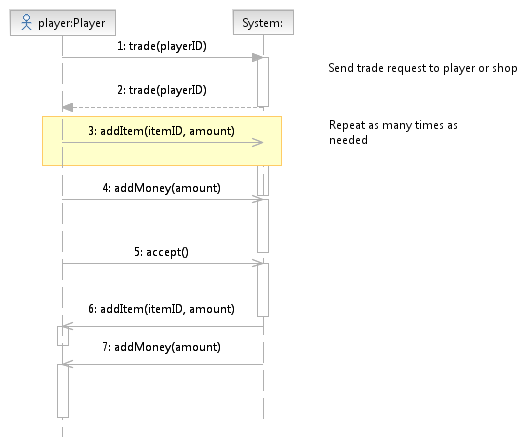 player:Player
System:
1: trade(playerID)
Send trade request to player or shop
2: trade(playerID)
3: addItem(itemID, amount)
Repeat as many times as
needed
4: addMoney(amount)
5: accept()
6: addItem(itemID, amount)
7: addMoney(amount)